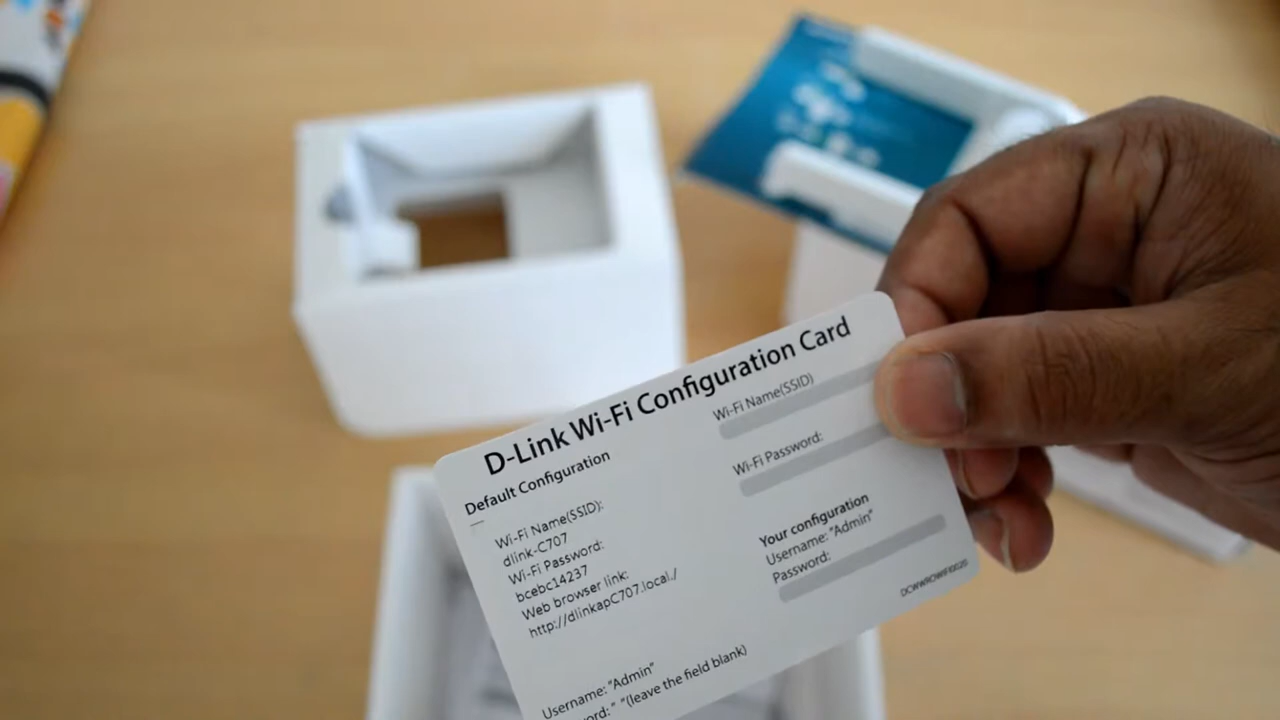 D-Link Wi-Fi Configuration Card
Default Configuration
Wi-Fi Name(SSID):
dlink-C707
Wi-Fi Password:
bcebc14237
Web browser link:
http://dlinkapC707.local./
Username: "Admin"
ord: " "(leave the field blank)
Wi-Fi Name(SSID)
Wi-Fi Password:
Your configuration
Username: "Admin"
Password: